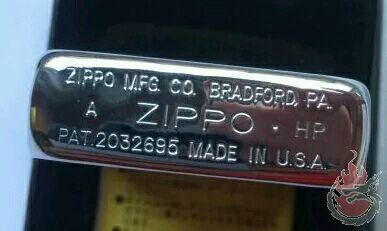 ZIPPO MFG. CO. BRADFORD, PA.
A ZIPPO · HP
PAT. 2032695 MADE IN U.S.A.